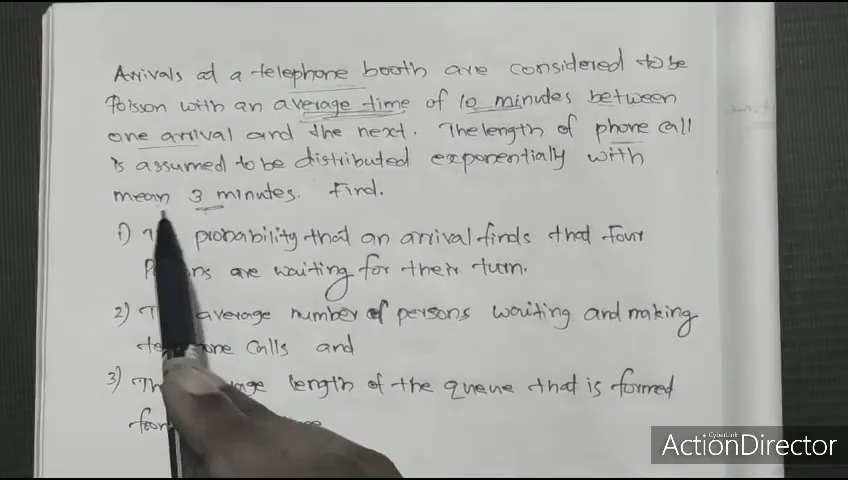 Arrivals at a telephone booth are considered to be
Poisson with an average time of 10 minutes between
one arrival and the next. The length of phone call
is assumed to be distributed exponentially with
mean 3 minutes. Find.
1) probability that an arrival finds that four
are waiting for their turn.
2) average number of persons waiting and making
calls and
3) length of the queue that is formed
CyberLink
ActionDirector